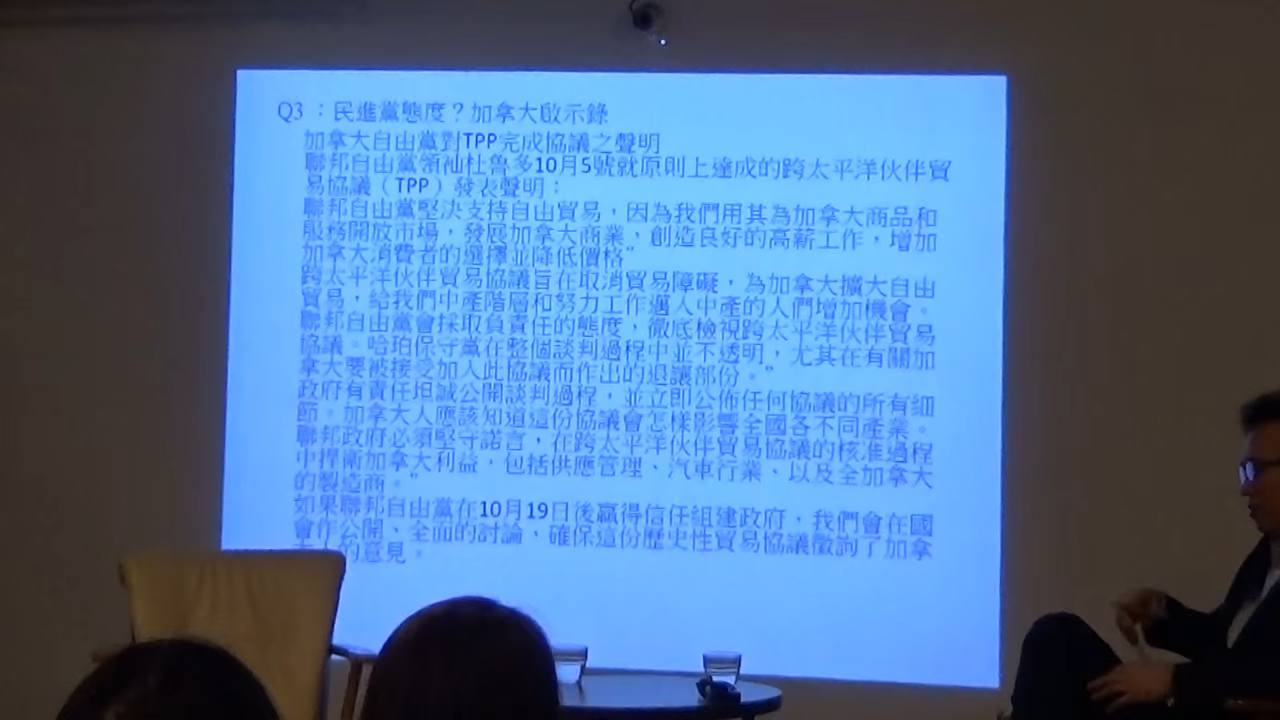 Q3 ：民進黨態度？加拿大啟示錄
加拿大自由黨對TPP完成協議之聲明
聯邦自由黨領袖杜魯多10月5號就原則上達成的跨太平洋伙伴貿
易協議（TPP）發表聲明：
聯邦自由黨堅決支持自由貿易，因為我們用其為加拿大商品和
服務開放市場，發展加拿大商業，創造良好的高薪工作，增加
加拿大消費者的選擇並降低價格”
跨太平洋伙伴貿易協議旨在取消貿易障礙，為加拿大擴大自由
貿易，給我們中產階層和努力工作邁入中產的人們增加機會。
聯邦自由黨會採取負責任的態度，徹底檢視跨太平洋伙伴貿易
協議。哈珀保守黨在整個談判過程中並不透明，尤其在有關加
拿大要被接受加入此協議而作出的退讓部份。”
政府有責任坦誠公開談判過程，並立即公佈任何協議的所有細
節。加拿大人應該知道這份協議會怎樣影響全國各不同產業。
聯邦政府必須堅守諾言，在跨太平洋伙伴貿易協議的核准過程
中捍衛加拿大利益，包括供應管理、汽車行業、以及全加拿大
的製造商。”
如果聯邦自由黨在10月19日後贏得信任組建政府，我們會在國
會作公開、全面的討論，確保這份歷史性貿易協議徵詢了加拿
的意見。